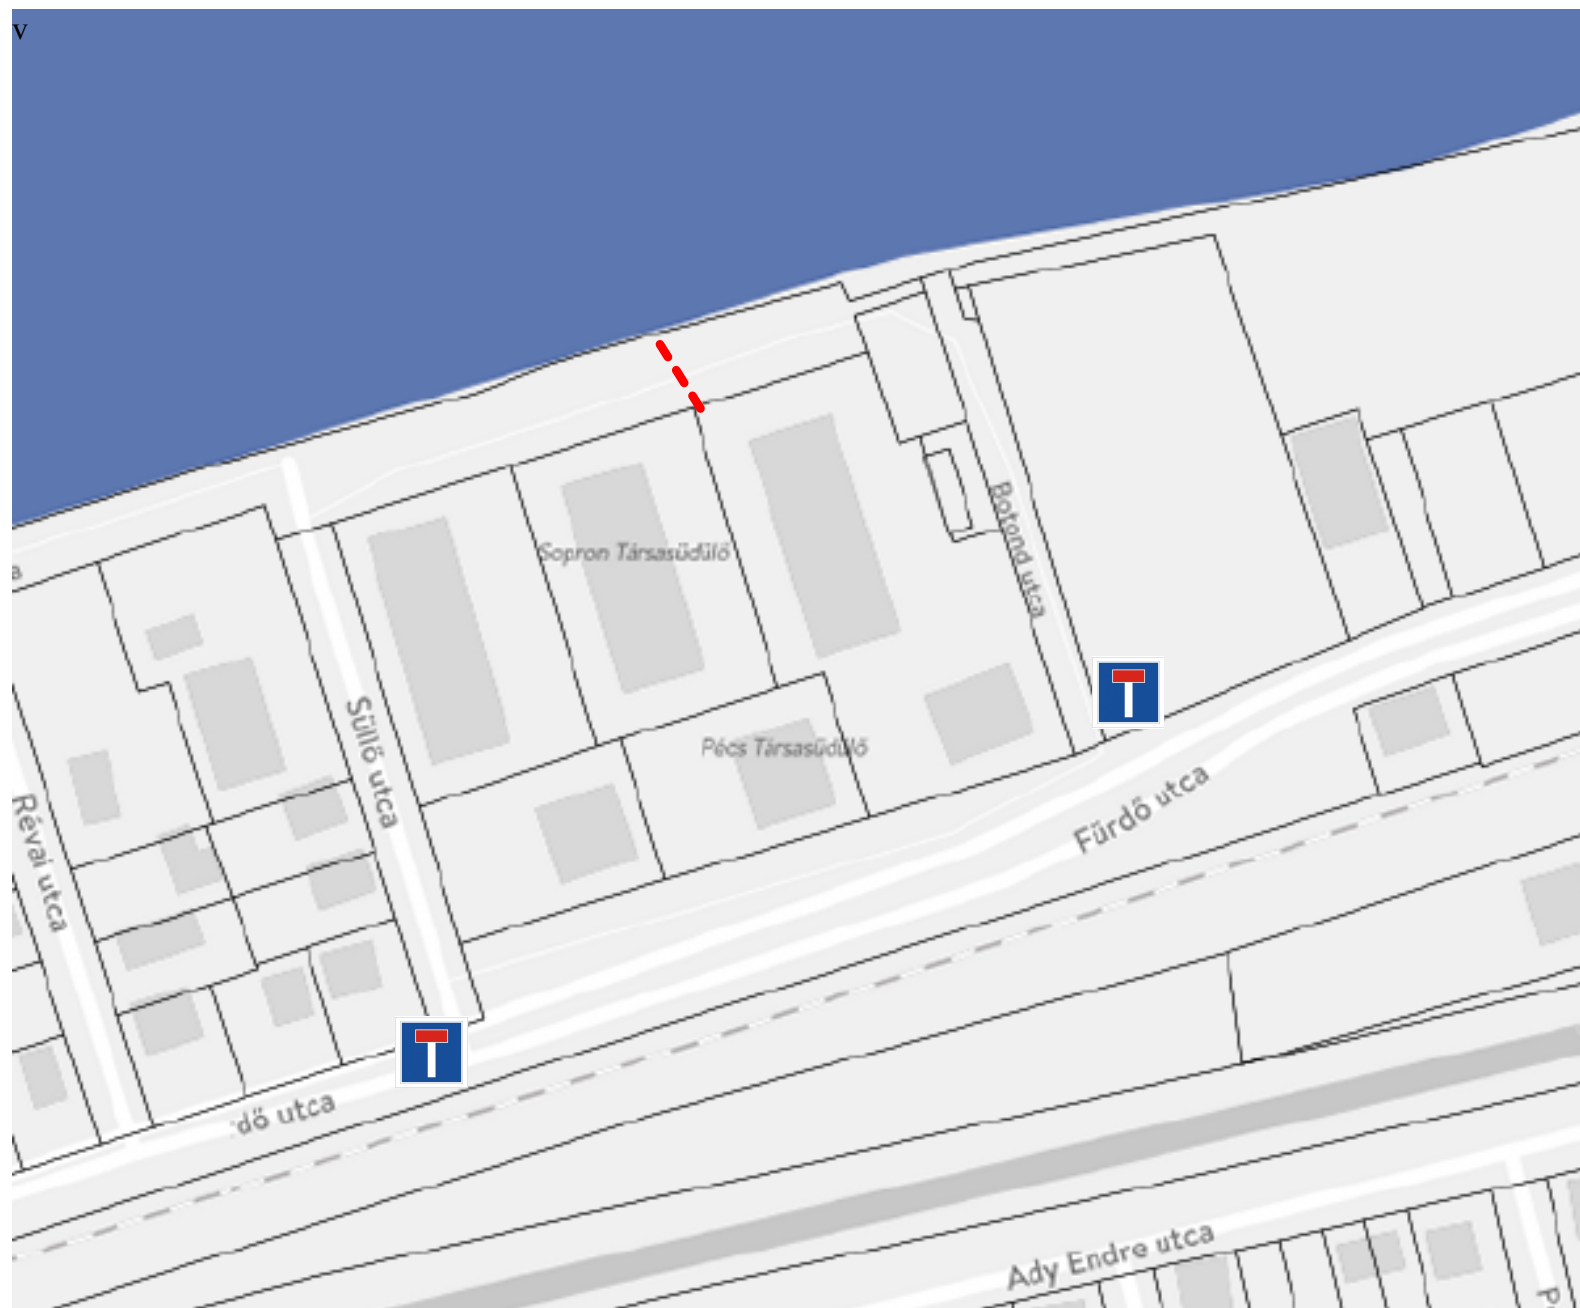 v
a
Sopron Társasüdülő
Botond utca
Süllő utca
Pécs Társasüdülő
Révai utca
Fürdő utca
dő utca
Ady Endre utca
P